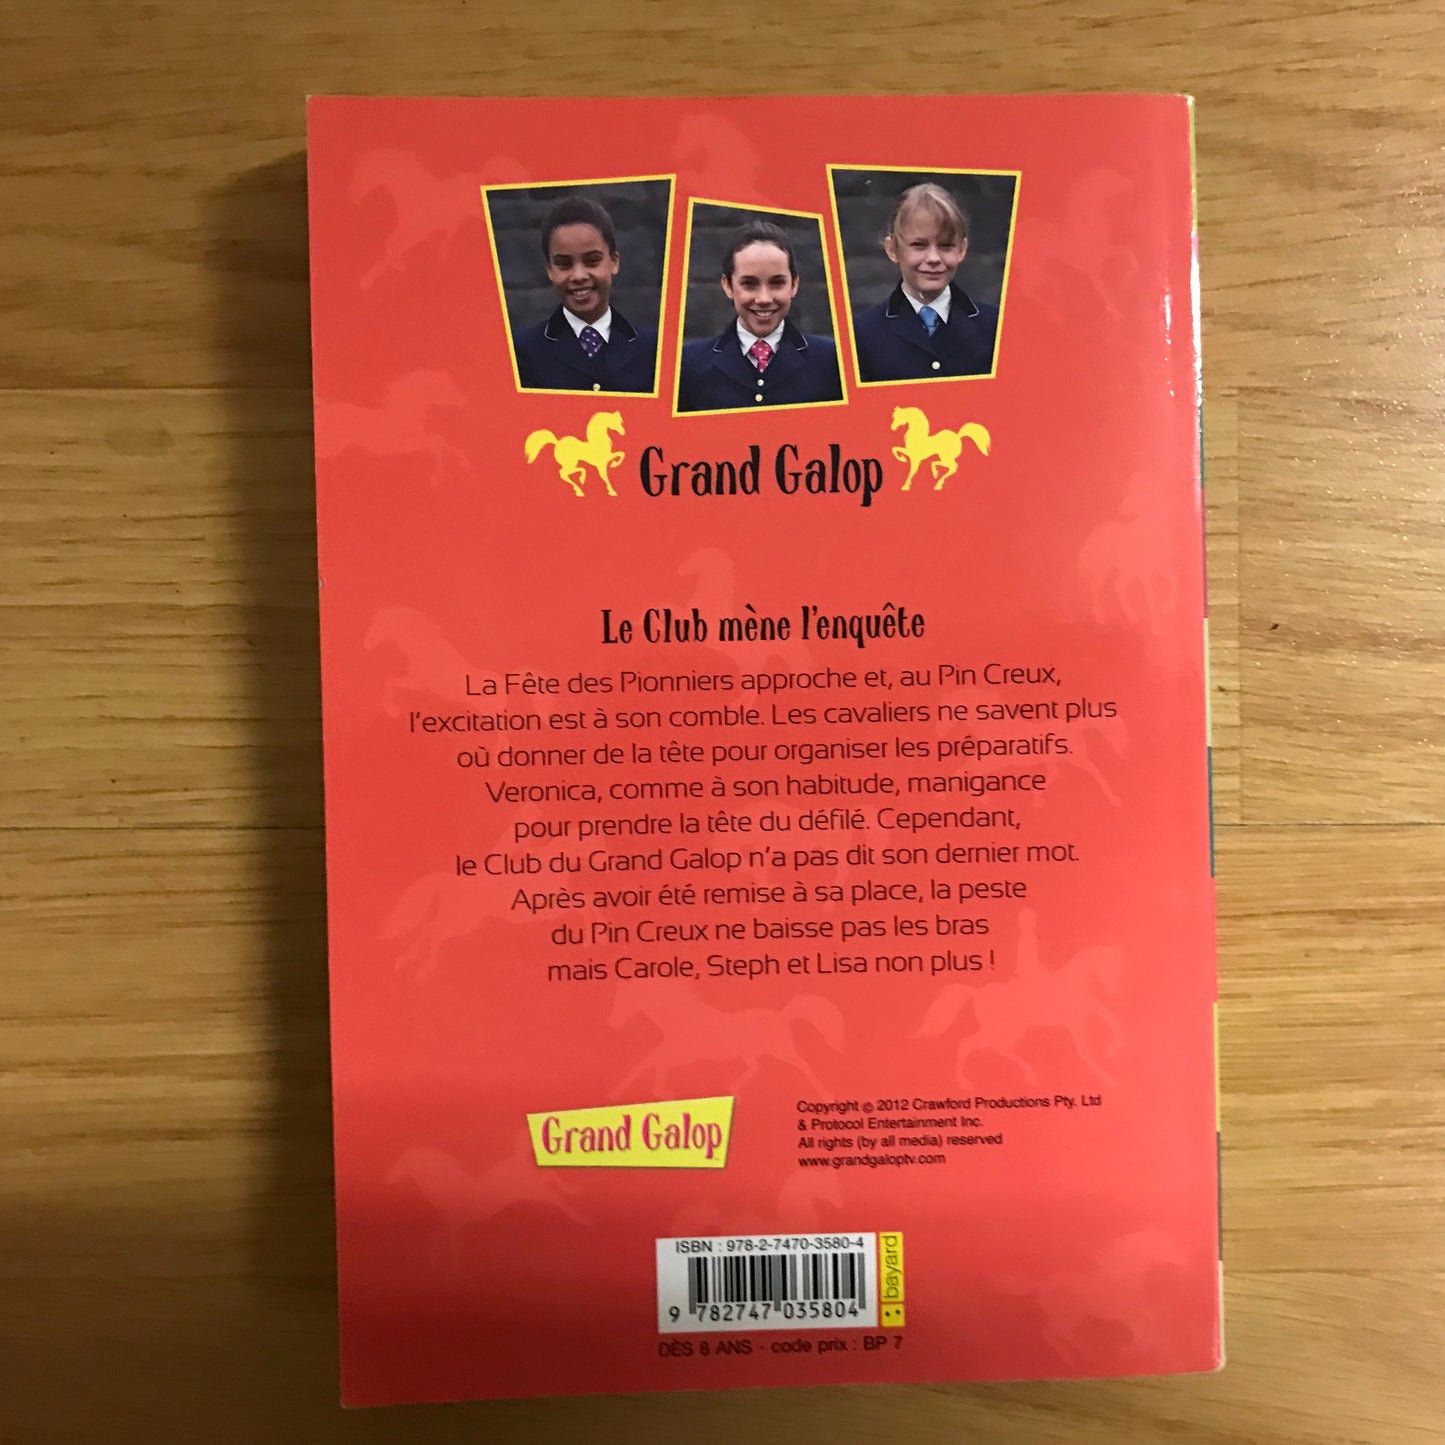 Grand Galop
Le Club mène l'enquête
La Fête des Pionniers approche et, au Pin Creux,
l'excitation est à son comble. Les cavaliers ne savent plus
où donner de la tête pour organiser les préparatifs.
Veronica, comme à son habitude, manigance
pour prendre la tête du défilé. Cependant,
le Club du Grand Galop n'a pas dit son dernier mot.
Après avoir été remise à sa place, la peste
du Pin Creux ne baisse pas les bras
mais Carole, Steph et Lisa non plus !
Grand Galop
Copyright © 2012 Crawford Productions Pty. Ltd
& Protocol Entertainment Inc.
All rights (by all media) reserved
www.grandgaloptv.com
ISBN : 978-2-7470-3580-4
9 782747 035804
bayard
DÈS 8 ANS - code prix : BP 7